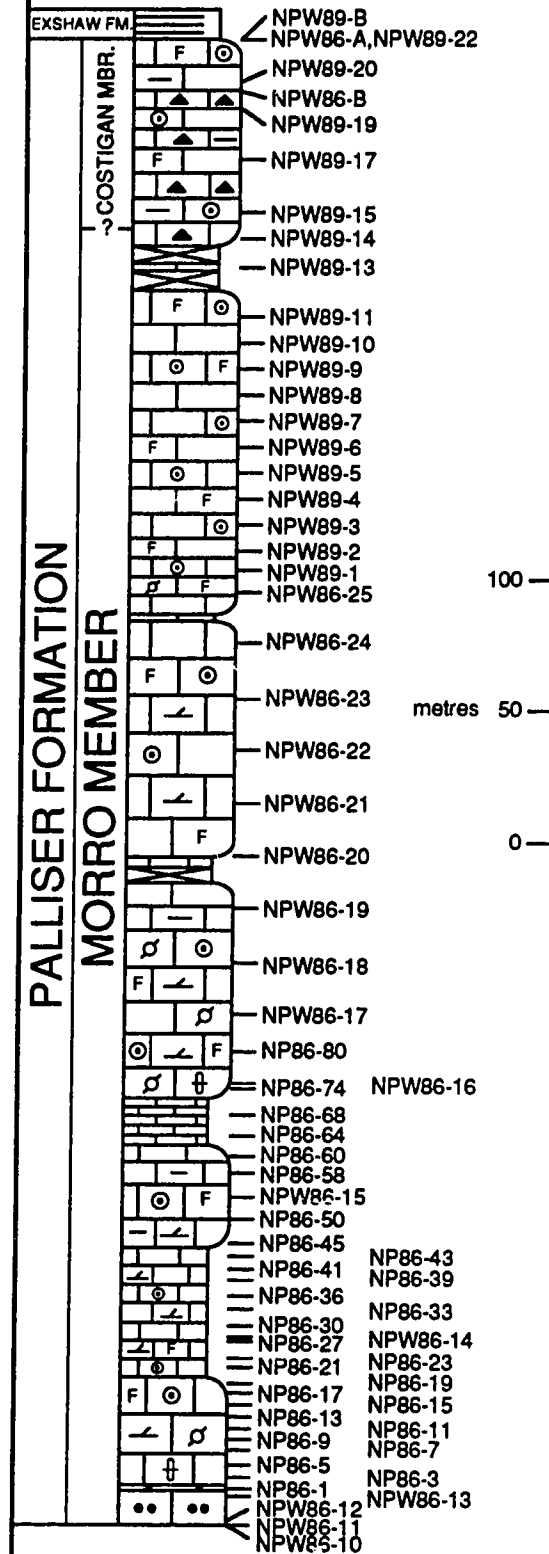 EXSHAW FM.
NPW89-B
NPW86-A,NPW89-22
F
NPW89-20
NPW86-B
NPW89-19
COSTIGAN MBR.
F
NPW89-17
NPW89-15
?
NPW89-14
NPW89-13
F
NPW89-11
NPW89-10
F
NPW89-9
NPW89-8
NPW89-7
F
NPW89-6
NPW89-5
F
NPW89-4
NPW89-3
F
NPW89-2
NPW89-1
F
NPW86-25
100
NPW86-24
F
NPW86-23
metres 50
NPW86-22
NPW86-21
F
0
NPW86-20
PALLISER FORMATION
MORRO MEMBER
NPW86-19
NPW86-18
F
NPW86-17
F
NP86-80
NP86-74 NPW86-16
NP86-68
NP86-64
NP86-60
NP86-58
F
NPW86-15
NP86-50
NP86-45
NP86-43
NP86-41
NP86-39
NP86-36
NP86-33
NP86-30
F
NP86-27 NPW86-14
NP86-21 NP86-23
NP86-19
F
NP86-17
NP86-15
NP86-13
NP86-11
NP86-9
NP86-7
NP86-5
NP86-3
NP86-1
NPW86-13
NPW86-12
NPW86-11
NPW86-10